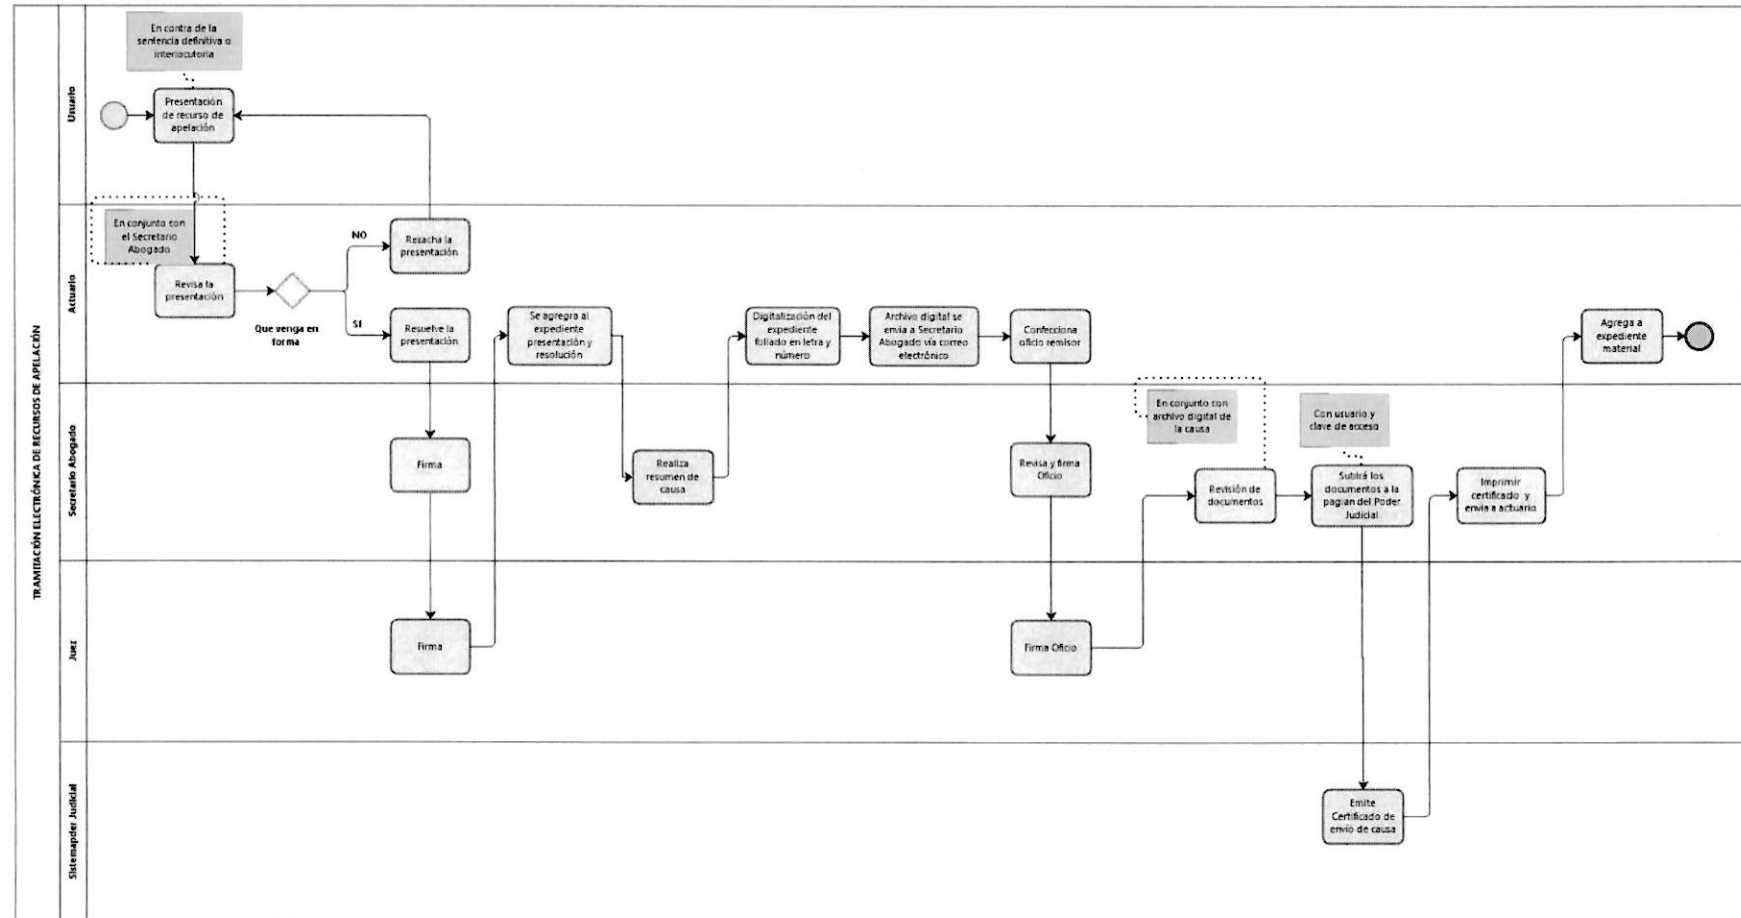 TRAMITACIÓN ELECTRÓNICA DE RECURSOS DE APELACIÓN
Usuario
En contra de la
sentencia definitiva o
interlocutoria
Presentación
de recurso de
apelación
Actuario
En conjunto con
el Secretario
Abogado
Revisa la
presentación
Que venga en
forma
NO
Rezacha la
presentación
SI
Resuelve la
presentación
Se agregra al
expediente
presentación y
resolución
Digitalización del
expediente
foliado en letra y
número
Archivo digital se
envia a Secretario
Abogado vía correo
electrónico
Confecciona
oficio remisor
Agrega a
expediente
material
Secretario Abogado
Firma
Realiza
resumen de
causa
Revisa y firma
Oficio
En conjunto con
archivo digital de
la causa
Revisión de
documentos
Con usuario y
clave de acceso
Subirá los
documentos a la
pagian del Poder
Judicial
Imprimir
certificado y
envia a actuario
Juez
Firma
Firma Oficio
Sistemapder Judicial
Emite
Certificado de
envío de causa